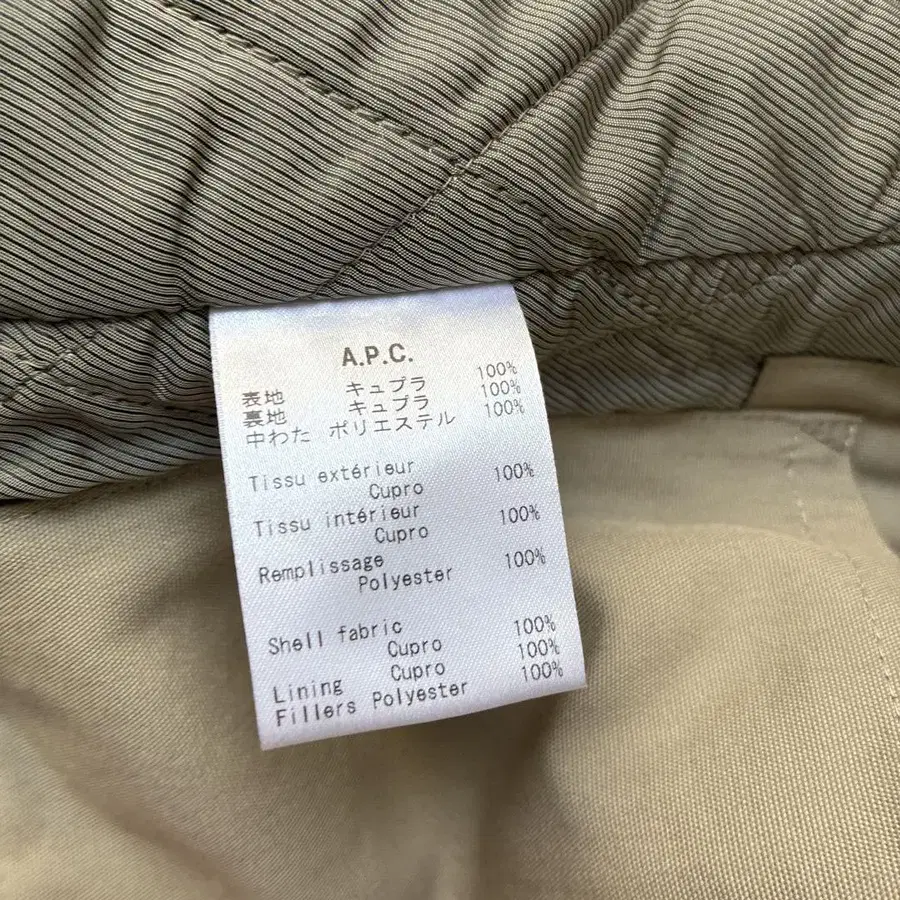 A.P.C.
表地 キュプラ 100%
裏地 キュプラ 100%
中わた ポリエステル 100%
Tissu extérieur
Cupro 100%
Tissu intérieur
Cupro 100%
Remplissage
Polyester 100%
Shell fabric
Cupro 100%
Lining Cupro 100%
Fillers Polyester 100%